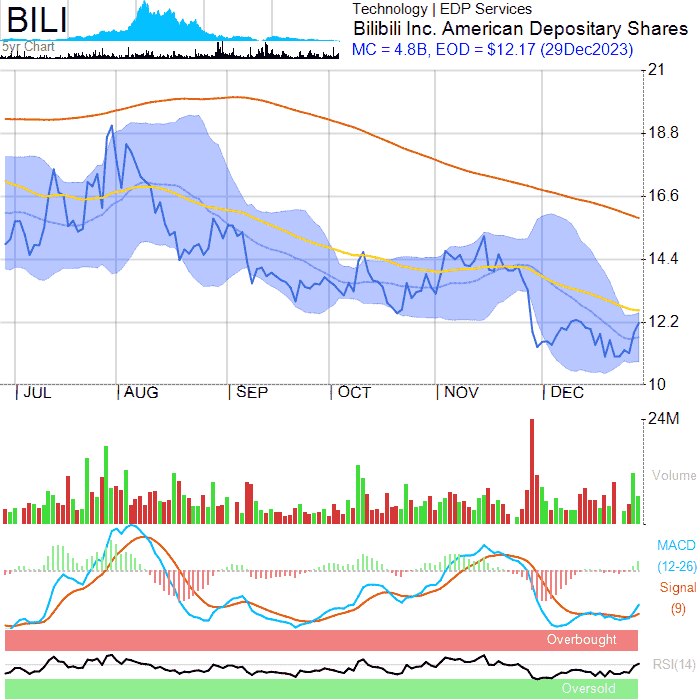 BILI
5yr Chart
Technology | EDP Services
Bilibili Inc. American Depositary Shares
MC = 4.8B, EOD = $12.17 (29Dec2023)
21
18.8
16.6
14.4
12.2
10
JUL AUG SEP OCT NOV DEC
24M
Volume
MACD
(12-26)
Signal
(9)
Overbought
RSI(14)
Oversold